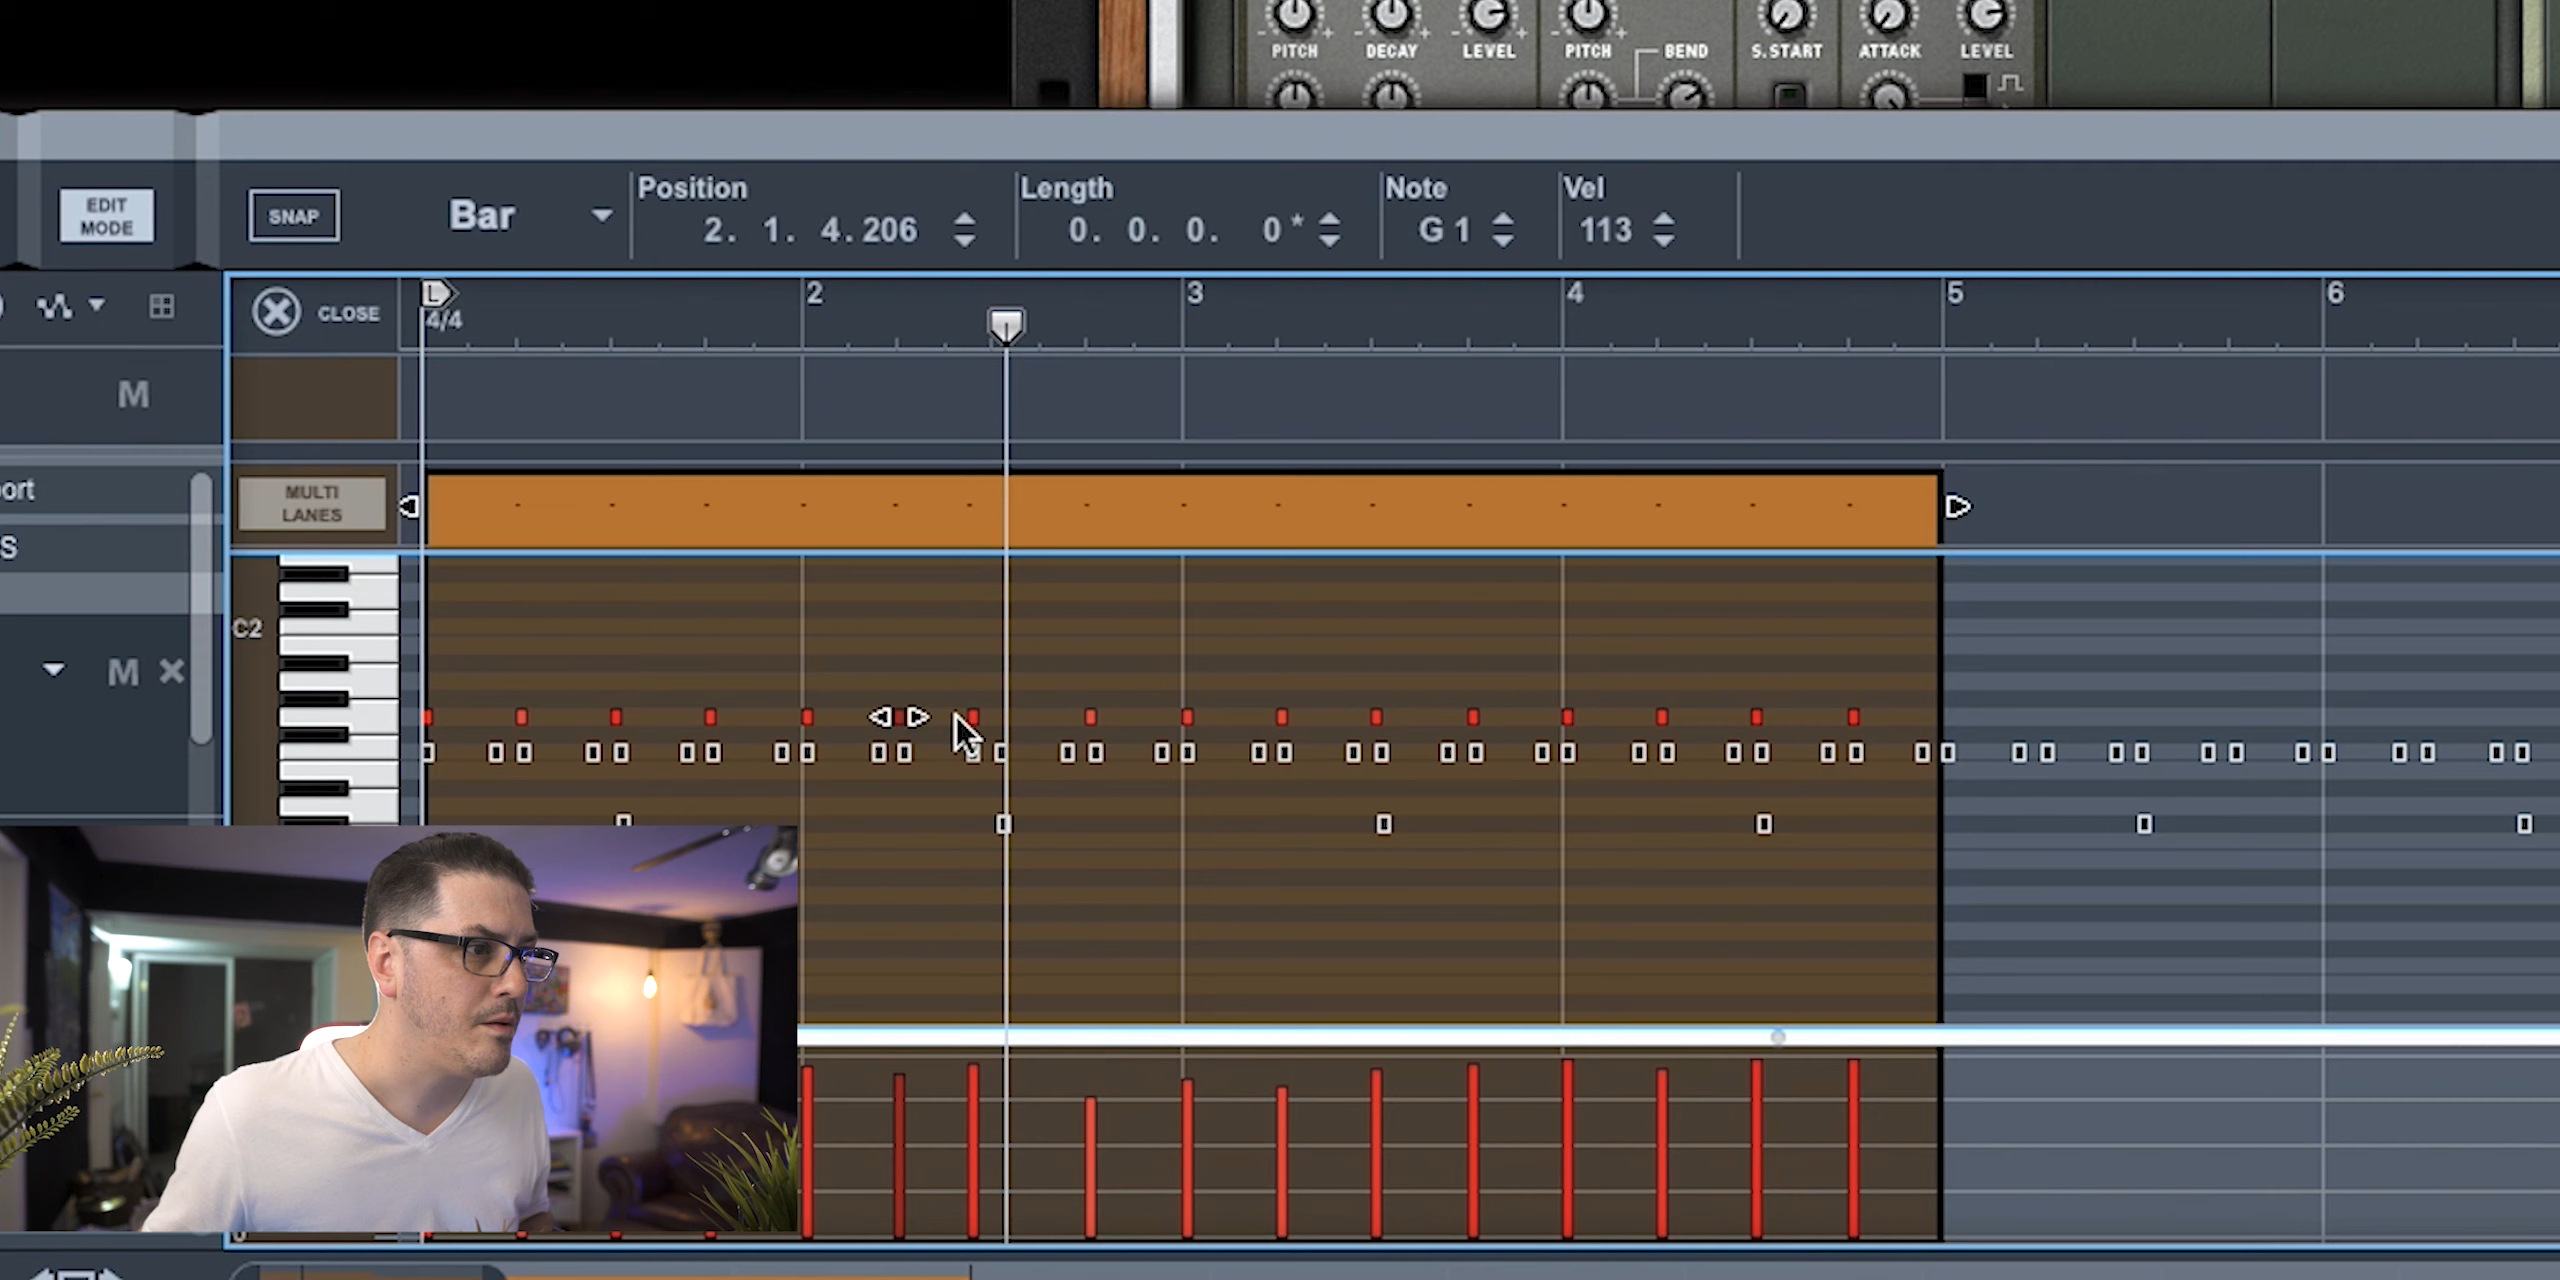 PITCH DECAY LEVEL PITCH BEND S.START ATTACK LEVEL
EDIT
MODE
SNAP
Bar
Position
2. 1. 4.206
Length
0. 0. 0. 0*
Note
G 1
Vel
113
CLOSE
L
4/4
2
3
4
5
6
M
ort
MULTI
LANES
S
C2
M